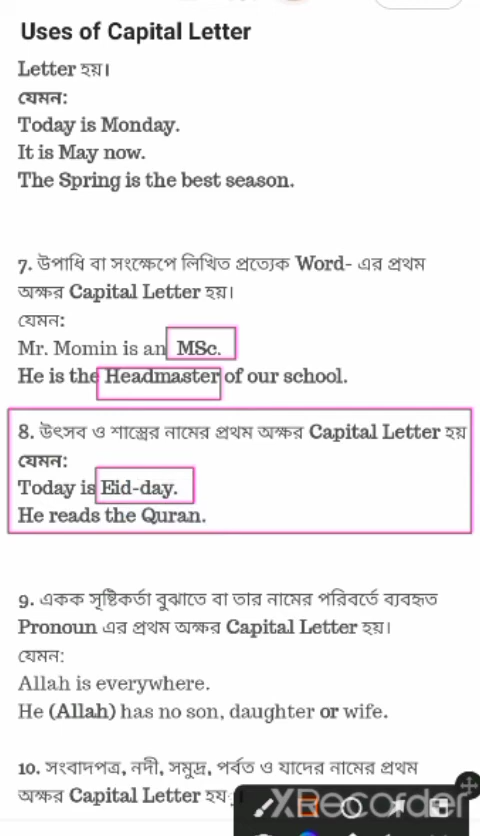 Uses of Capital Letter
Letter হয়।
যেমন:
Today is Monday.
It is May now.
The Spring is the best season.
7. উপাধি বা সংক্ষেপে লিখিত প্রত্যেক Word- এর প্রথম
অক্ষর Capital Letter হয়।
যেমন:
Mr. Momin is an MSc.
He is the Headmaster of our school.
8. উৎসব ও শাস্ত্রের নামের প্রথম অক্ষর Capital Letter হয়
যেমন:
Today is Eid-day.
He reads the Quran.
9. একক সৃষ্টিকর্তা বুঝাতে বা তার নামের পরিবর্তে ব্যবহৃত
Pronoun এর প্রথম অক্ষর Capital Letter হয়।
যেমন:
Allah is everywhere.
He (Allah) has no son, daughter or wife.
10. সংবাদপত্র, নদী, সমুদ্র, পর্বত ও যাদের নামের প্রথম
অক্ষর Capital Letter হয়।
XRecorder